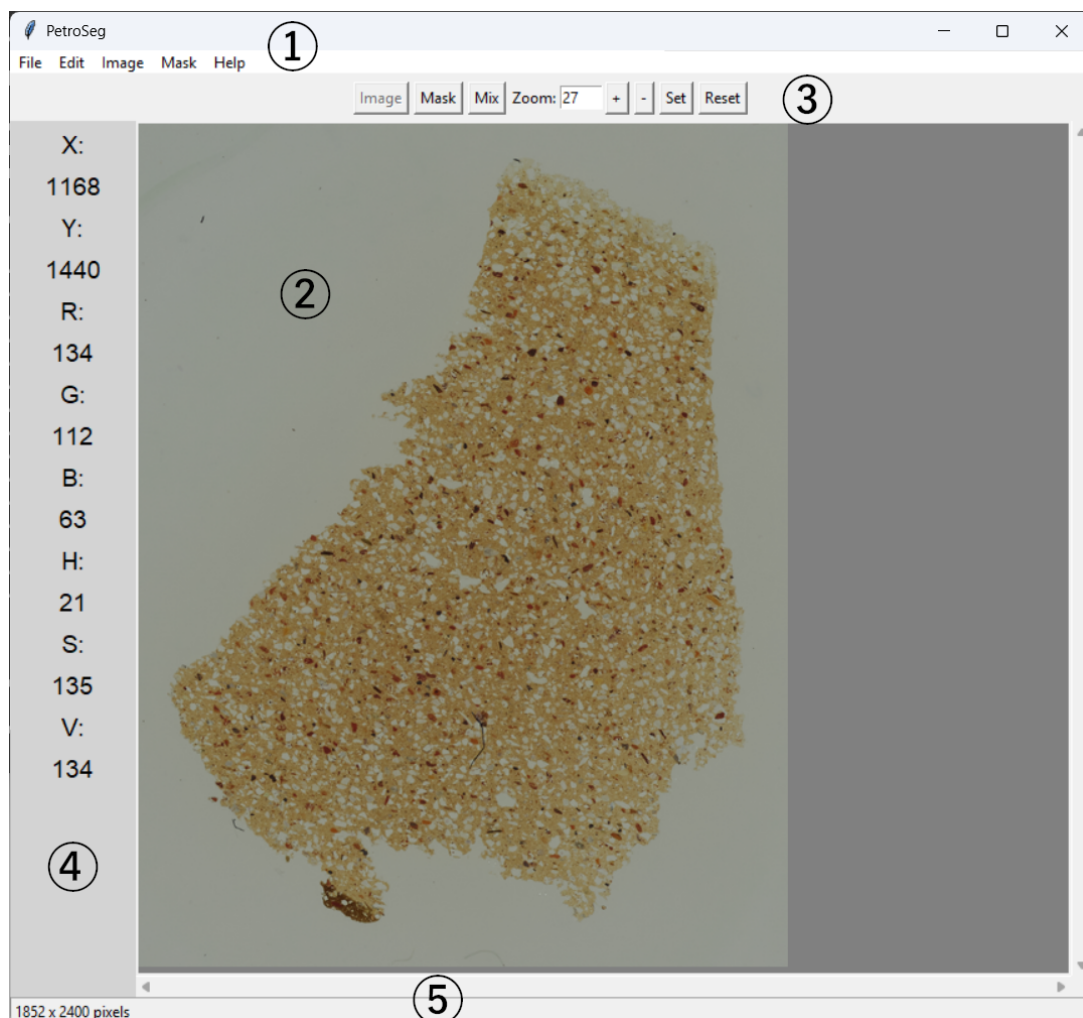 PetroSeg
①
File Edit Image Mask Help
Image Mask Mix Zoom: 27 + - Set Reset
③
X:
1168
Y:
1440
R:
134
G:
112
B:
63
H:
21
S:
135
V:
134
②
④
⑤
1852 x 2400 pixels